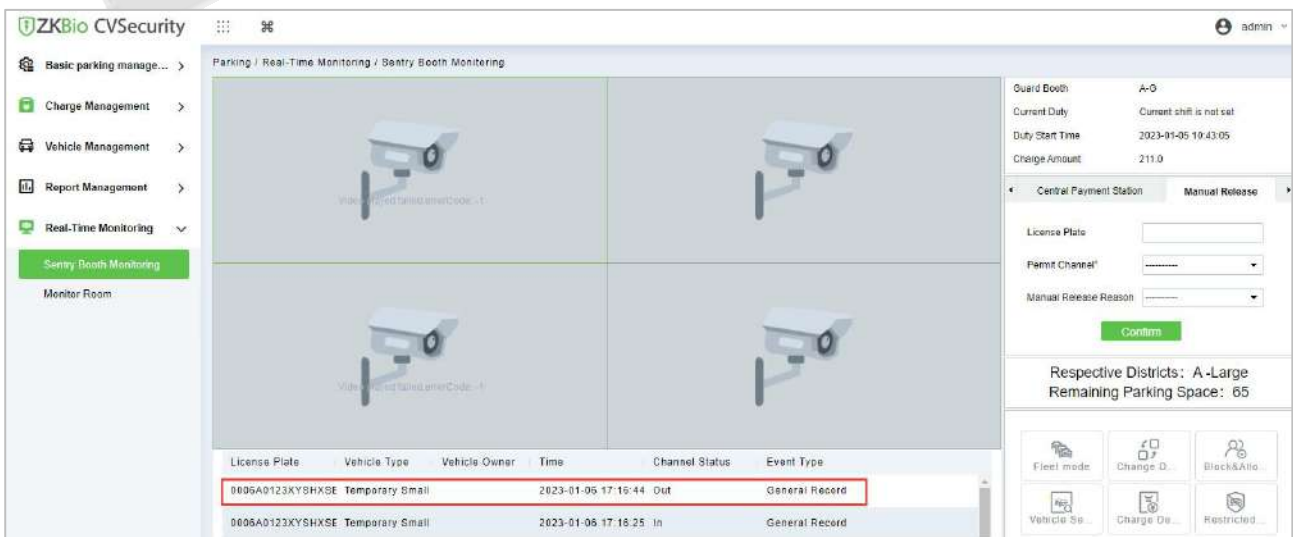 ZKBio CVSecurity
admin
Basic parking manage...
Charge Management
Vehicle Management
Report Management
Real-Time Monitoring
Sentry Booth Monitoring
Monitor Room
Parking / Real-Time Monitoring / Sentry Booth Monitoring
Guard Booth A-G
Current Duty Current shift is not set
Duty Start Time 2023-01-05 10:43:05
Charge Amount 211.0
Central Payment Station Manual Release
License Plate
Permit Channel*
Manual Release Reason
Confirm
Respective Districts: A-Large
Remaining Parking Space: 65
Fleet mode Change D... Block&Allo...
Vehicle Se... Charge De... Restricted...
License Plate Vehicle Type Vehicle Owner Time Channel Status Event Type
0006A0123XYSHXSE Temporary Small 2023-01-06 17:16:44 Out General Record
0006A0123XYSHXSE Temporary Small 2023-01-06 17:16:25 In General Record